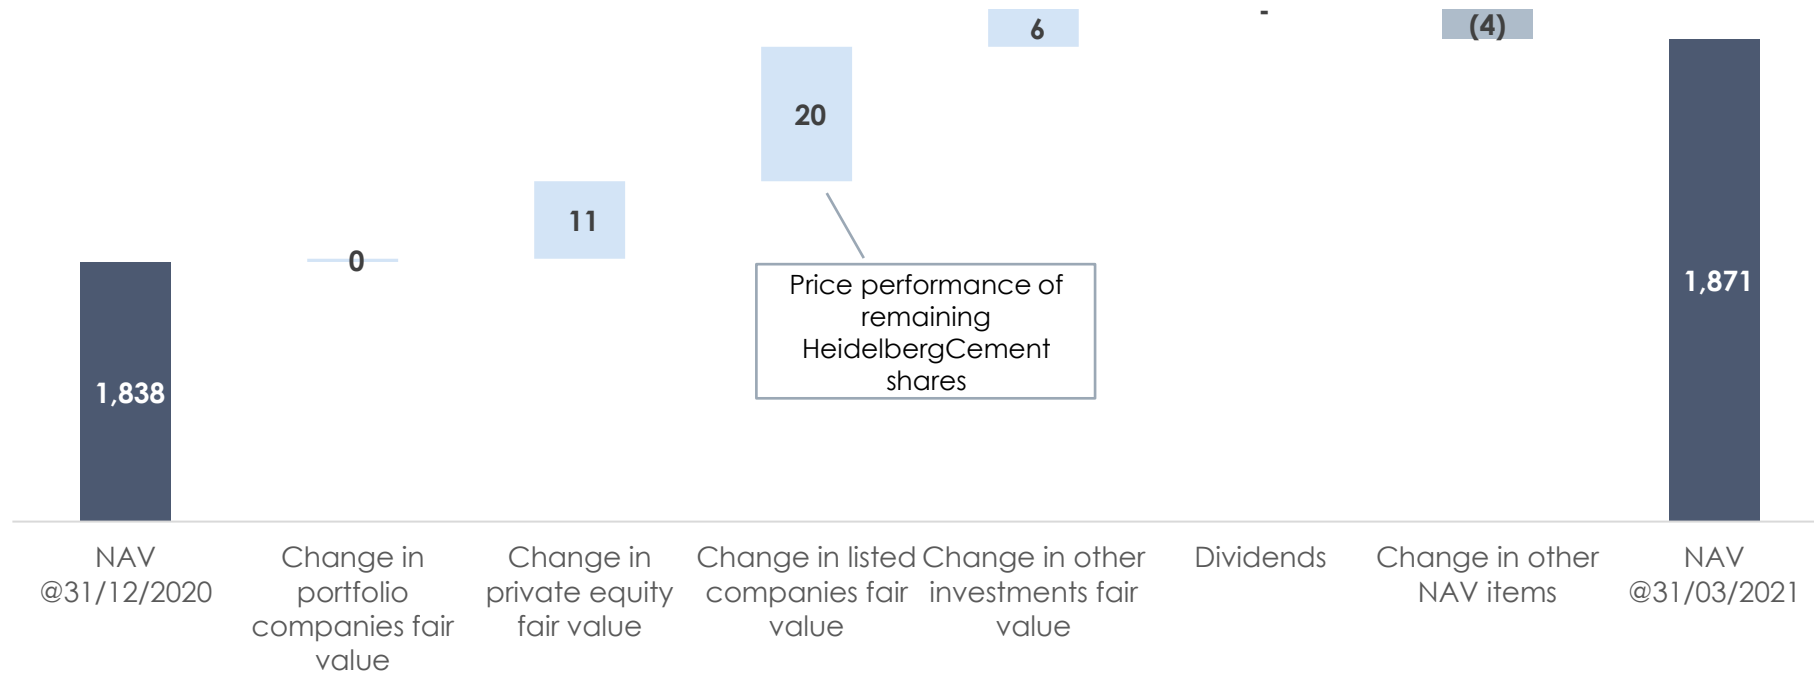 6
-
(4)
20
11
0
Price performance of
remaining
HeidelbergCement
shares
1,838
1,871
NAV
@31/12/2020
Change in
portfolio
companies fair
value
Change in
private equity
fair value
Change in listed
companies fair
value
Change in other
investments fair
value
Dividends
Change in other
NAV items
NAV
@31/03/2021